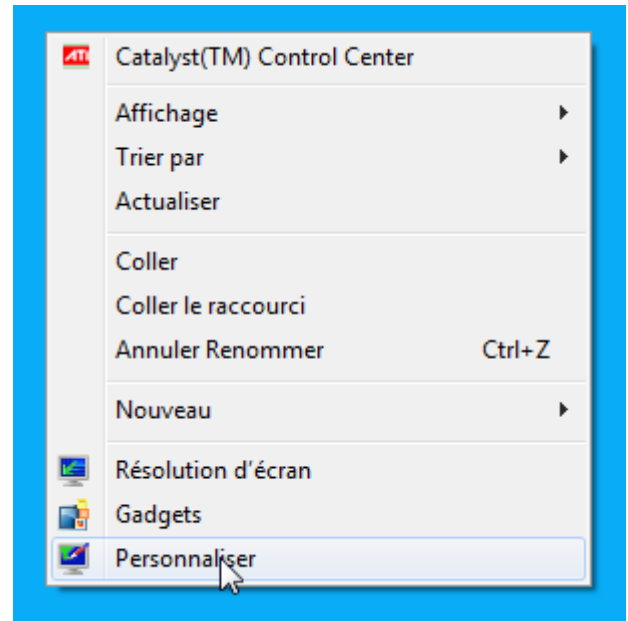 ATI Catalyst(TM) Control Center
Affichage
Trier par
Actualiser
Coller
Coller le raccourci
Annuler Renommer Ctrl+Z
Nouveau
Résolution d'écran
Gadgets
Personnaliser